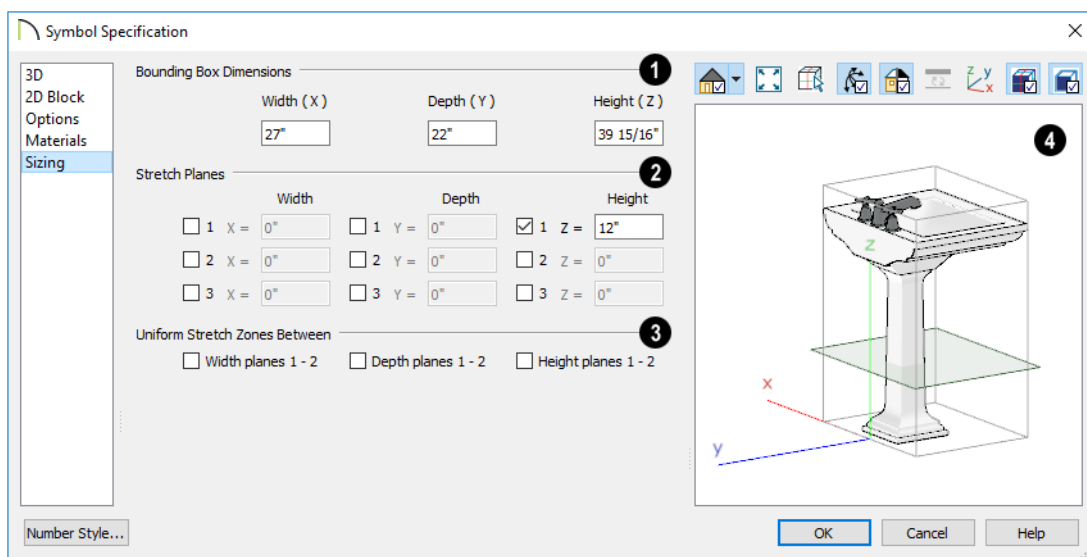 Symbol Specification
3D
2D Block
Options
Materials
Sizing
Bounding Box Dimensions 1
Width ( X ) Depth ( Y ) Height ( Z )
27" 22" 39 15/16"
Stretch Planes 2
Width Depth Height
1 X = 0" 1 Y = 0" 1 Z = 12"
2 X = 0" 2 Y = 0" 2 Z = 0"
3 X = 0" 3 Y = 0" 3 Z = 0"
Uniform Stretch Zones Between 3
Width planes 1 - 2 Depth planes 1 - 2 Height planes 1 - 2
z y x
4
z
x
y
Number Style... OK Cancel Help